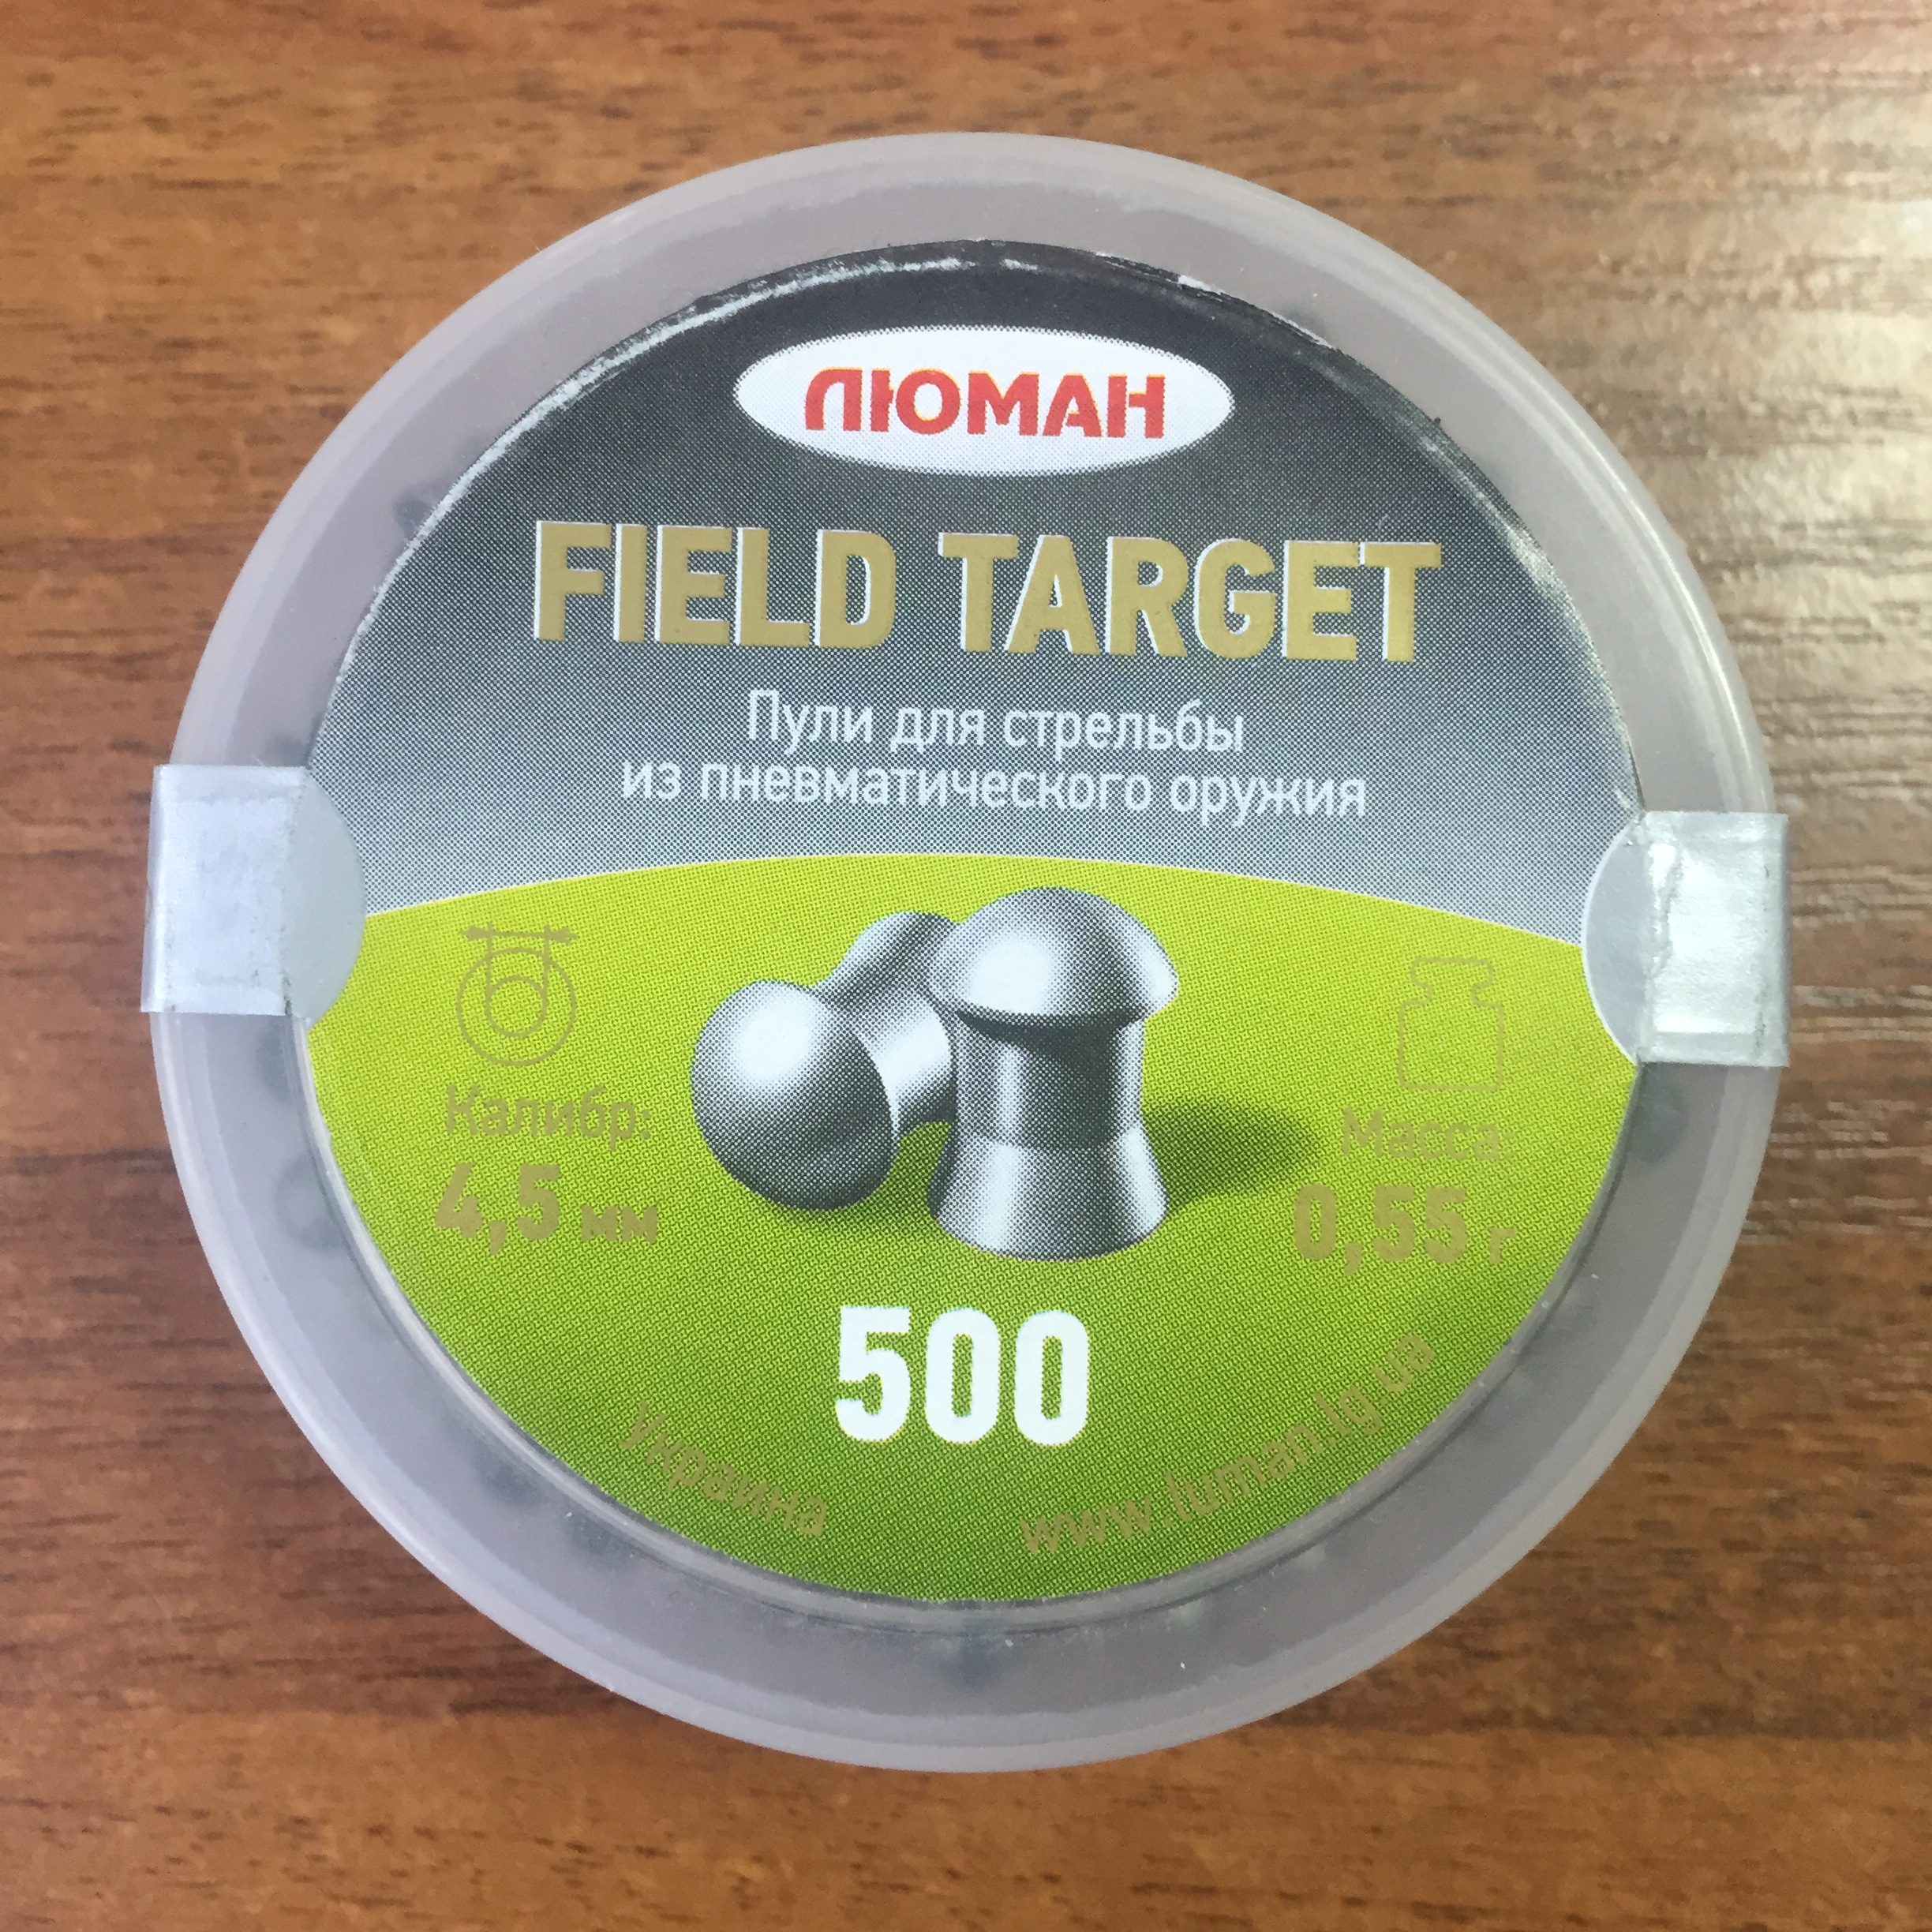 ЛЮМАН
FIELD TARGET
Пули для стрельбы
из пневматического оружия
Калибр:
4,5 мм
Масса:
0,55 г
500
Украина
www.luman.lg.ua